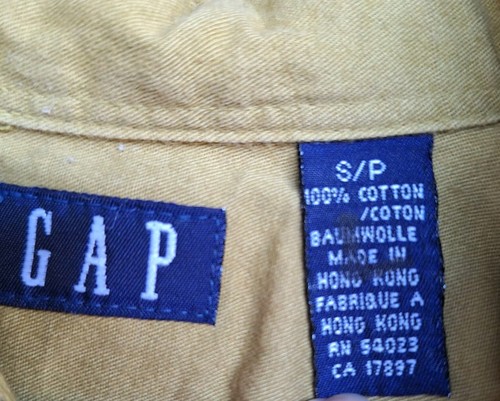 GAP
S/P
100% COTTON
/COTON
BAUMWOLLE
MADE IN
HONG KONG
FABRIQUE A
HONG KONG
RN 54023
CA 17897